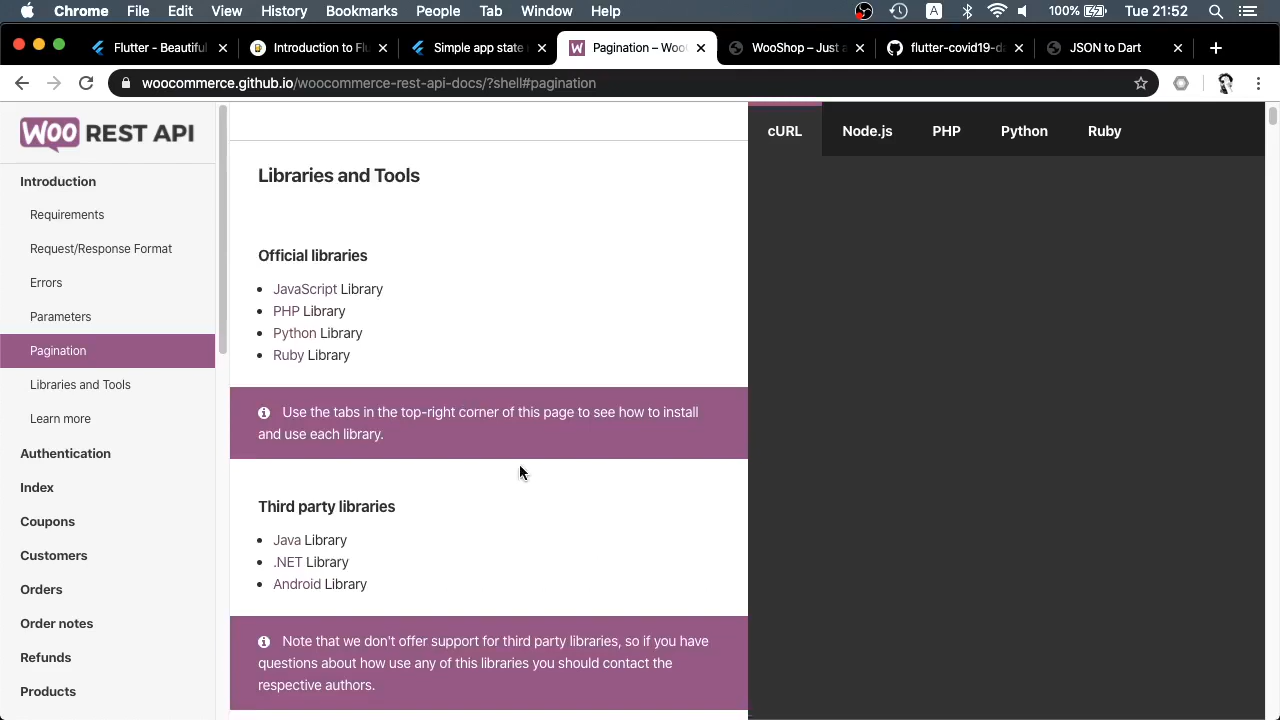 Chrome File Edit View History Bookmarks People Tab Window Help A 100% Tue 21:52
Flutter - Beautiful Introduction to Flu Simple app state Pagination – Woo WooShop – Just a flutter-covid19-da JSON to Dart
woocommerce.github.io/woocommerce-rest-api-docs/?shell#pagination
WOO REST API
Introduction
Requirements
Request/Response Format
Errors
Parameters
Pagination
Libraries and Tools
Learn more
Authentication
Index
Coupons
Customers
Orders
Order notes
Refunds
Products
Libraries and Tools
Official libraries
JavaScript Library
PHP Library
Python Library
Ruby Library
Use the tabs in the top-right corner of this page to see how to install
and use each library.
Third party libraries
Java Library
.NET Library
Android Library
Note that we don't offer support for third party libraries, so if you have
questions about how use any of this libraries you should contact the
respective authors.
cURL Node.js PHP Python Ruby